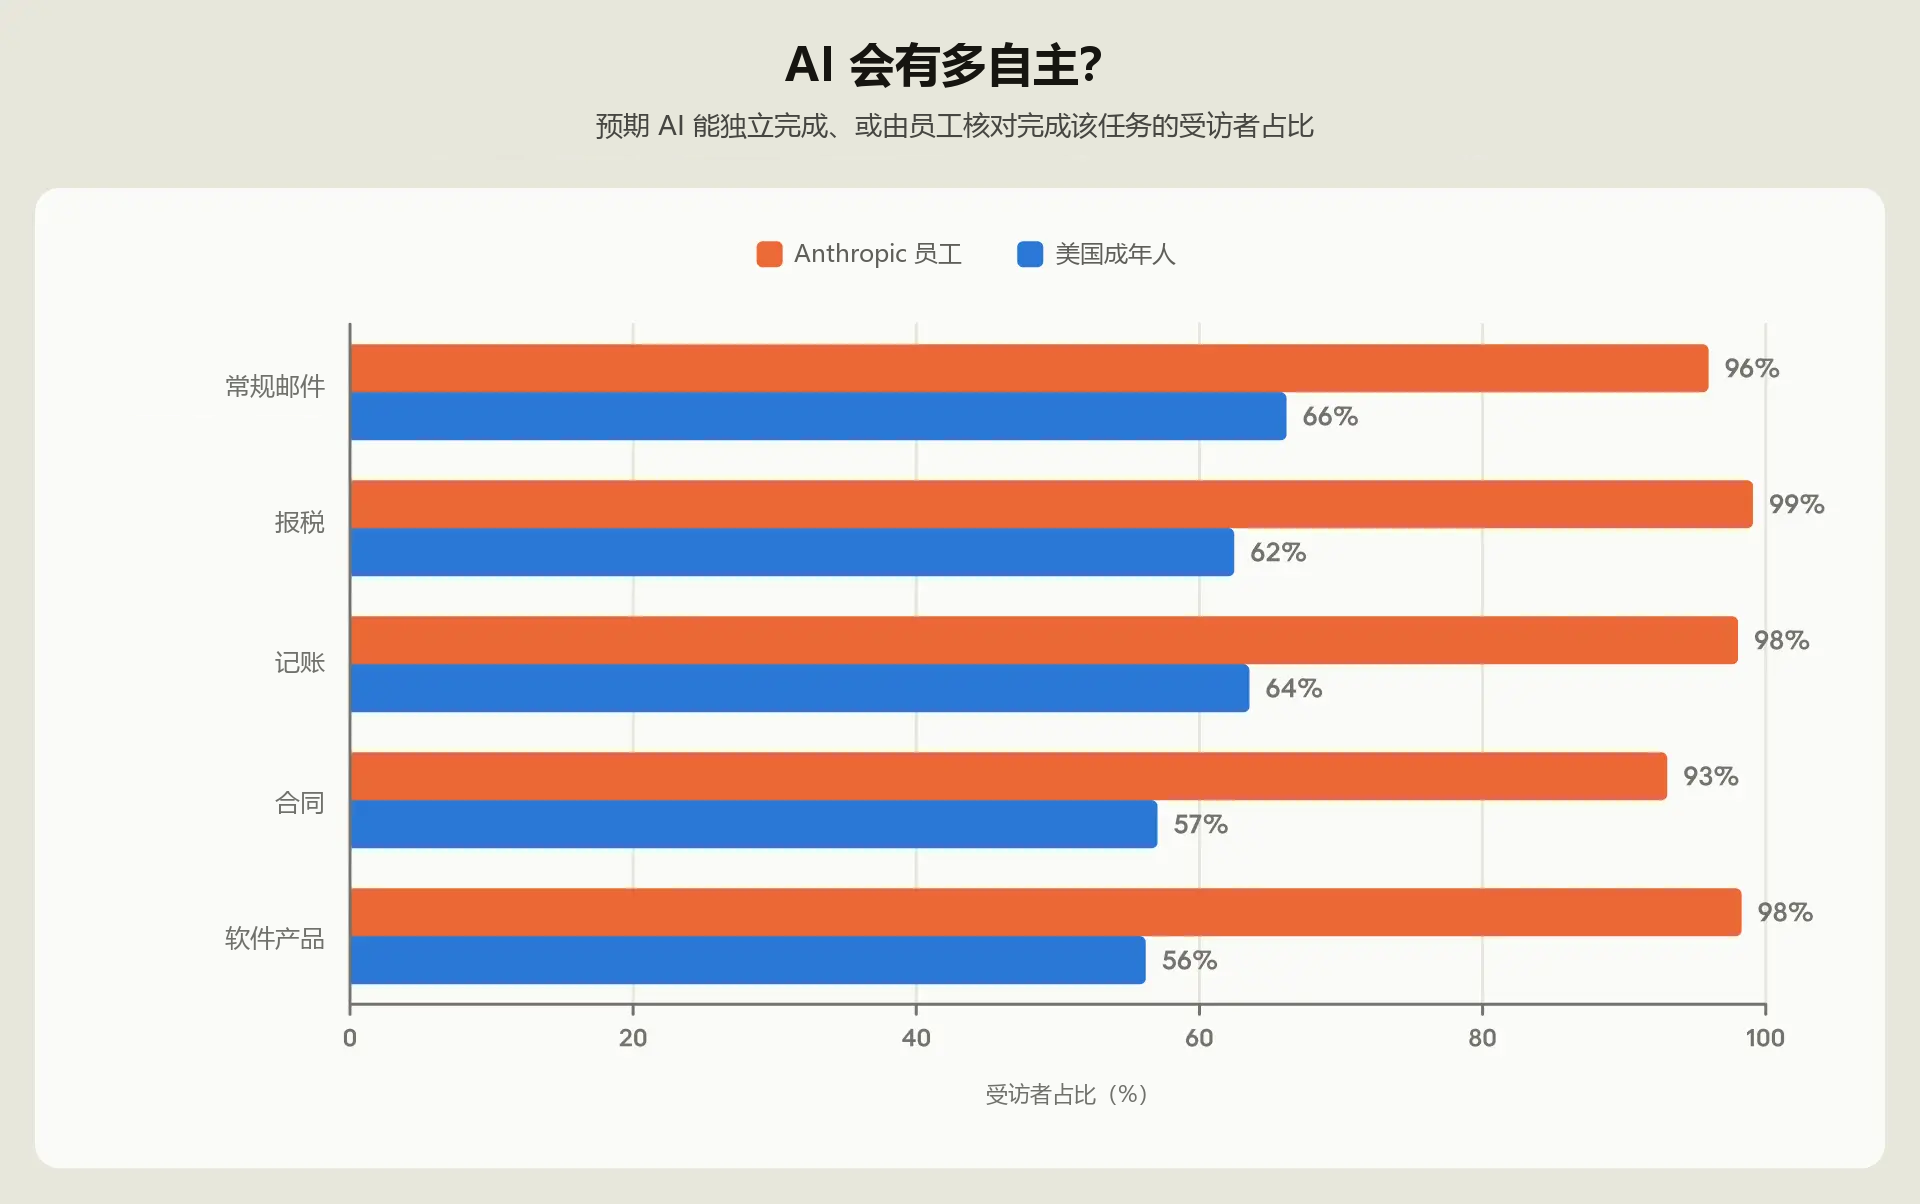 AI 会有多自主？
预期 AI 能独立完成、或由员工核对完成该任务的受访者占比
Anthropic 员工
美国成年人
常规邮件
96%
66%
报税
99%
62%
记账
98%
64%
合同
93%
57%
软件产品
98%
56%
0 20 40 60 80 100
受访者占比（%）